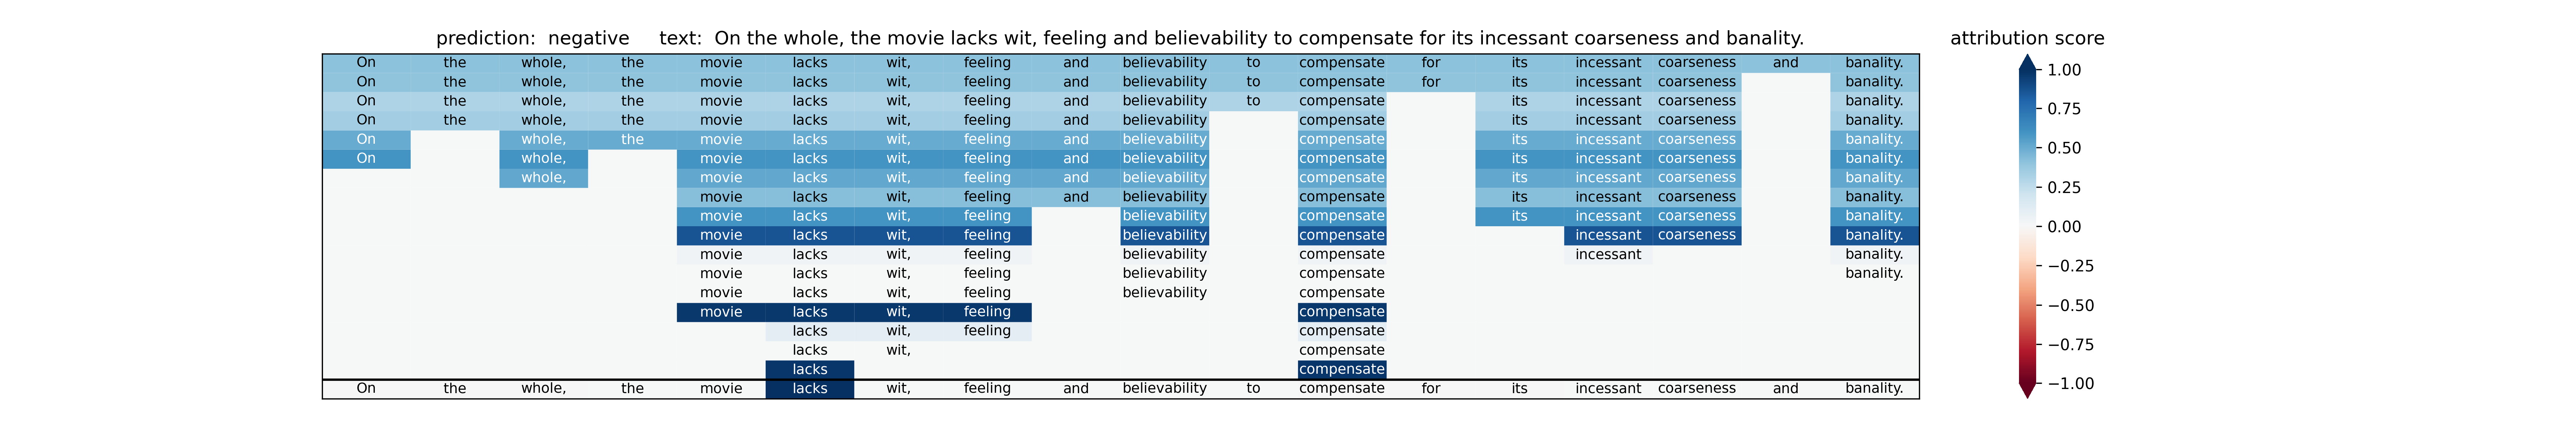 prediction: negative text: On the whole, the movie lacks wit, feeling and believability to compensate for its incessant coarseness and banality.
attribution score
On the whole, the movie lacks wit, feeling and believability to compensate for its incessant coarseness and banality.
On the whole, the movie lacks wit, feeling and believability to compensate for its incessant coarseness banality.
On the whole, the movie lacks wit, feeling and believability to compensate its incessant coarseness banality.
On the whole, the movie lacks wit, feeling and believability compensate its incessant coarseness banality.
On whole, the movie lacks wit, feeling and believability compensate its incessant coarseness banality.
On whole, movie lacks wit, feeling and believability compensate its incessant coarseness banality.
whole, movie lacks wit, feeling and believability compensate its incessant coarseness banality.
movie lacks wit, feeling and believability compensate its incessant coarseness banality.
movie lacks wit, feeling believability compensate its incessant coarseness banality.
movie lacks wit, feeling believability compensate incessant coarseness banality.
movie lacks wit, feeling believability compensate incessant banality.
movie lacks wit, feeling believability compensate banality.
movie lacks wit, feeling believability compensate
movie lacks wit, feeling compensate
lacks wit, feeling compensate
lacks wit, compensate
lacks compensate
On the whole, the movie lacks wit, feeling and believability to compensate for its incessant coarseness and banality.
1.00
0.75
0.50
0.25
0.00
−0.25
−0.50
−0.75
−1.00